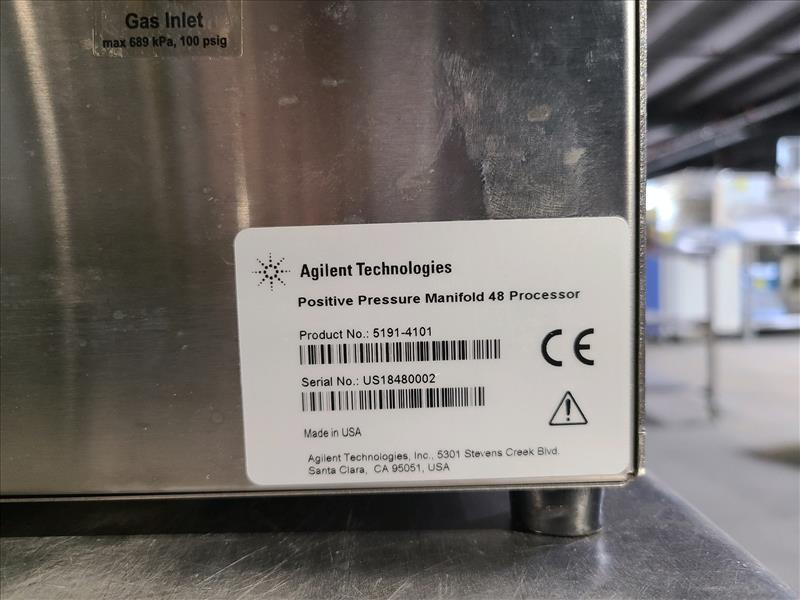 Gas Inlet
max 689 kPa, 100 psig
Agilent Technologies
Positive Pressure Manifold 48 Processor
Product No.: 5191-4101
Serial No.: US18480002
CE
Made in USA
Agilent Technologies, Inc., 5301 Stevens Creek Blvd.
Santa Clara, CA 95051, USA